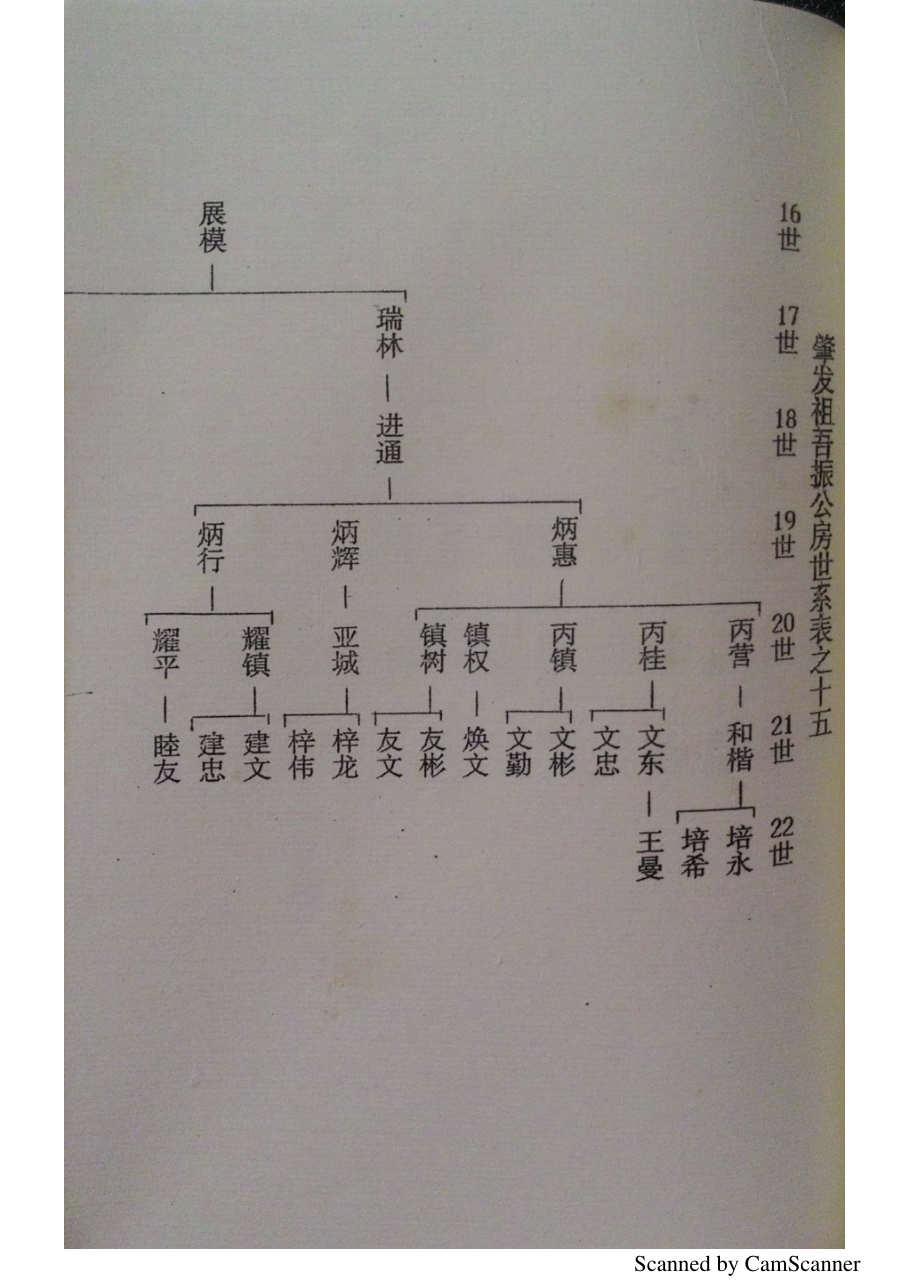 肇发祖吾振公房世系表之十五
16世
17世
18世
19世
20世
21世
22世
展模
瑞林
进通
炳惠
炳辉
炳行
丙营
丙桂
丙镇
镇权
镇树
亚城
耀镇
耀平
和楷
文东
文忠
文彬
文勤
焕文
友彬
友文
梓龙
梓伟
建文
建忠
睦友
培永
培希
王曼
Scanned by CamScanner